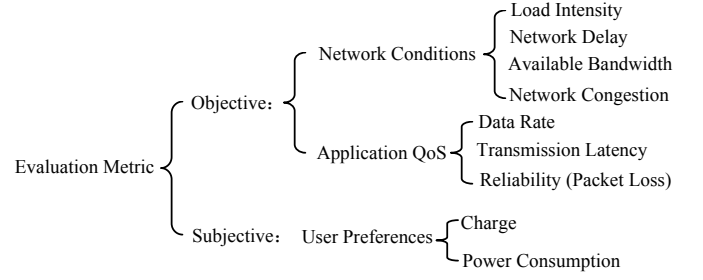 Load Intensity
Network Delay
Network Conditions
Available Bandwidth
Network Congestion
Objective：
Data Rate
Application QoS
Transmission Latency
Evaluation Metric
Reliability (Packet Loss)
Charge
Subjective： User Preferences
Power Consumption